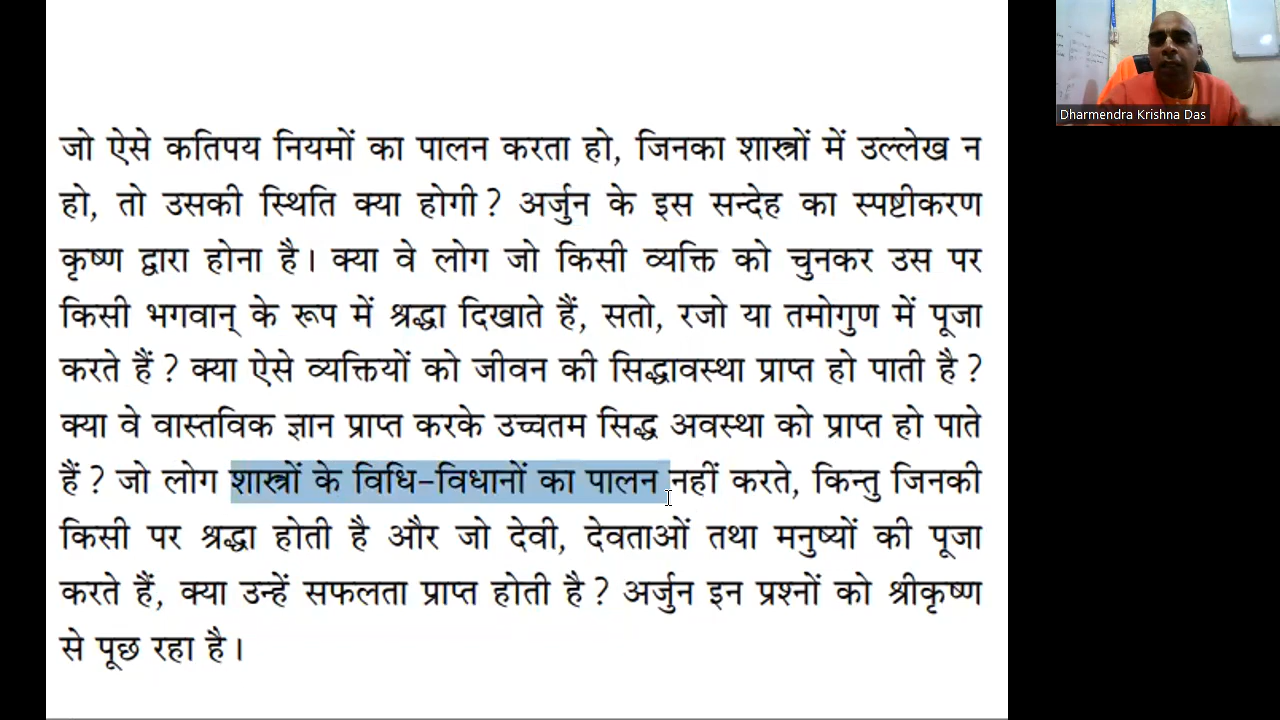 Dharmendra Krishna Das
जो ऐसे कतिपय नियमों का पालन करता हो, जिनका शास्त्रों में उल्लेख न
हो, तो उसकी स्थिति क्या होगी ? अर्जुन के इस सन्देह का स्पष्टीकरण
कृष्ण द्वारा होना है । क्या वे लोग जो किसी व्यक्ति को चुनकर उस पर
किसी भगवान् के रूप में श्रद्धा दिखाते हैं, सतो, रजो या तमोगुण में पूजा
करते हैं ? क्या ऐसे व्यक्तियों को जीवन की सिद्धावस्था प्राप्त हो पाती है ?
क्या वे वास्तविक ज्ञान प्राप्त करके उच्चतम सिद्ध अवस्था को प्राप्त हो पाते
हैं ? जो लोग शास्त्रों के विधि-विधानों का पालन नहीं करते, किन्तु जिनकी
किसी पर श्रद्धा होती है और जो देवी, देवताओं तथा मनुष्यों की पूजा
करते हैं, क्या उन्हें सफलता प्राप्त होती है ? अर्जुन इन प्रश्नों को श्रीकृष्ण
से पूछ रहा है ।